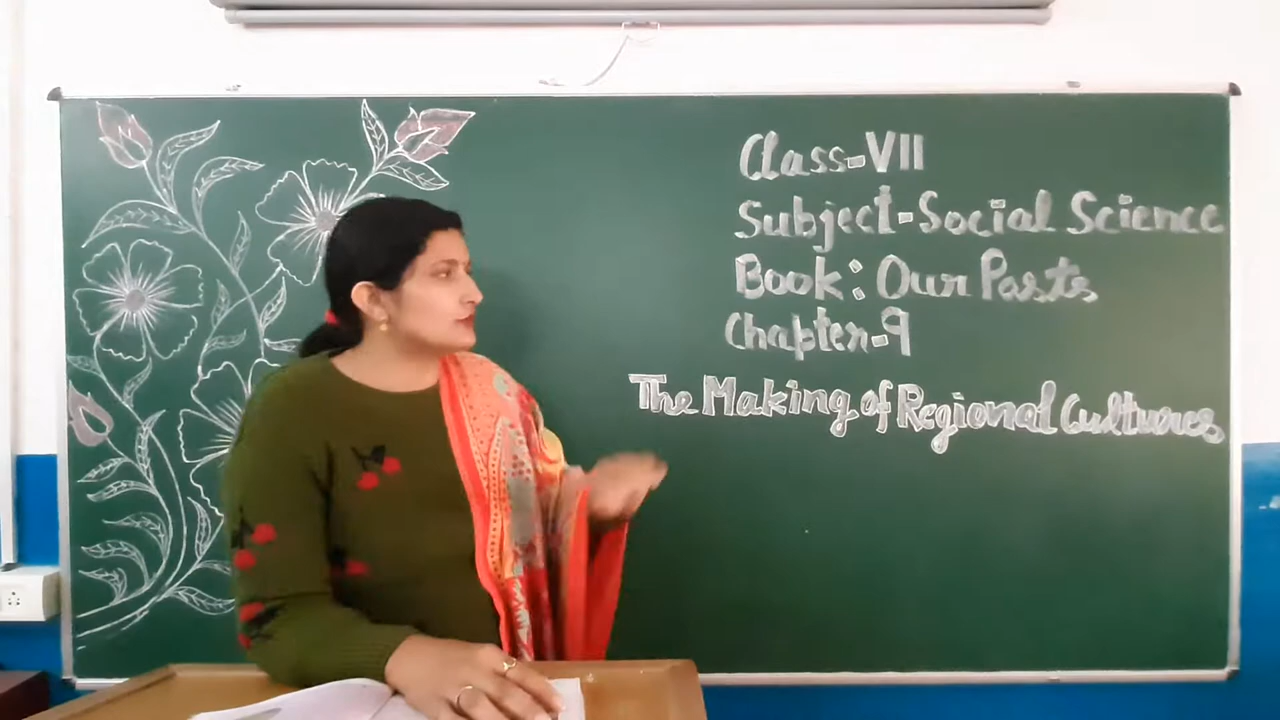 Class-VII
Subject-Social Science
Book: Our Pasts
Chapter-9
The Making of Regional Cultures